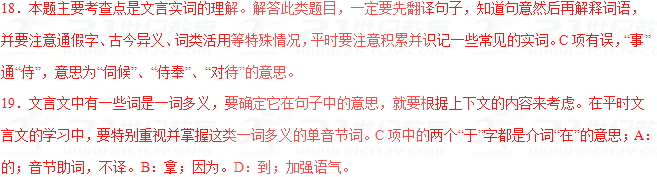 18．本题主要考查点是文言实词的理解。解答此类题目，一定要先翻译句子，知道句意然后再解释词语，
并要注意通假字、古今异义、词类活用等特殊情况，平时要注意积累并识记一些常见的实词。C 项有误，“事”
通“侍”，意思为“伺候”、“侍奉”、“对待”的意思。
19．文言文中有一些词是一词多义，要确定它在句子中的意思，就要根据上下文的内容来考虑。在平时文
言文的学习中，要特别重视并掌握这类一词多义的单音节词。C 项中的两个“于”字都是介词“在”的意思；A：
的；音节助词，不译。B：拿；因为。D：到；加强语气。